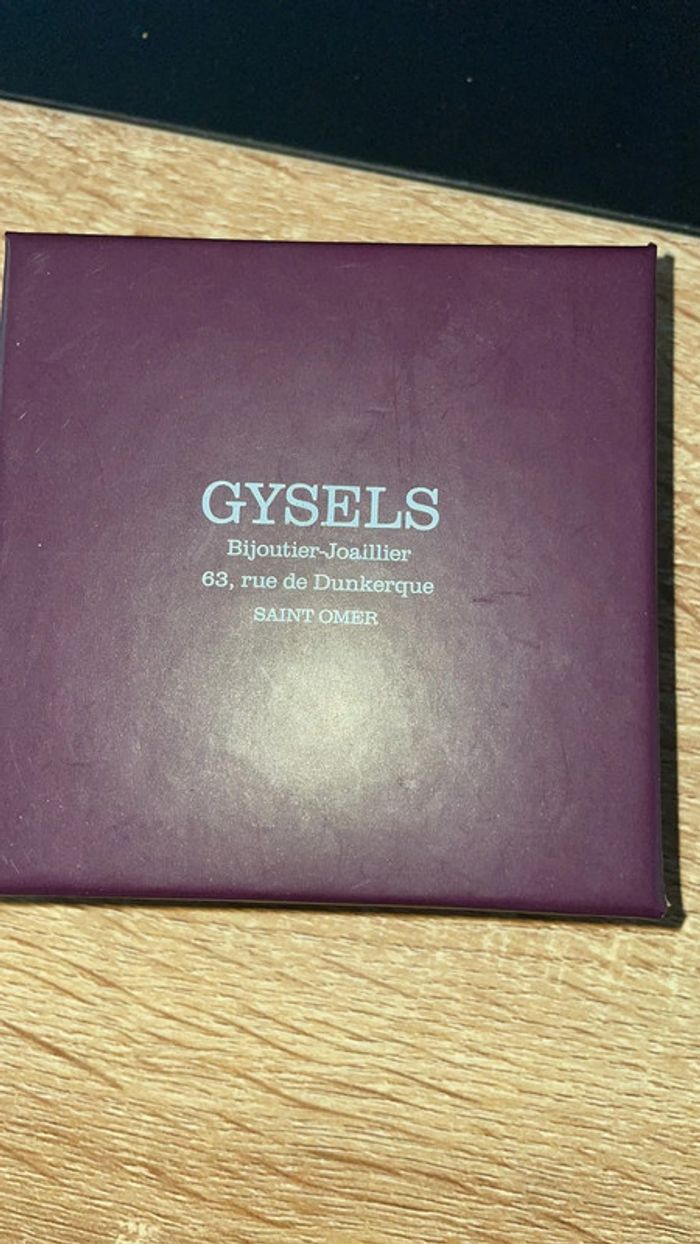 GYSELS
Bijoutier-Joaillier
63, rue de Dunkerque
SAINT OMER